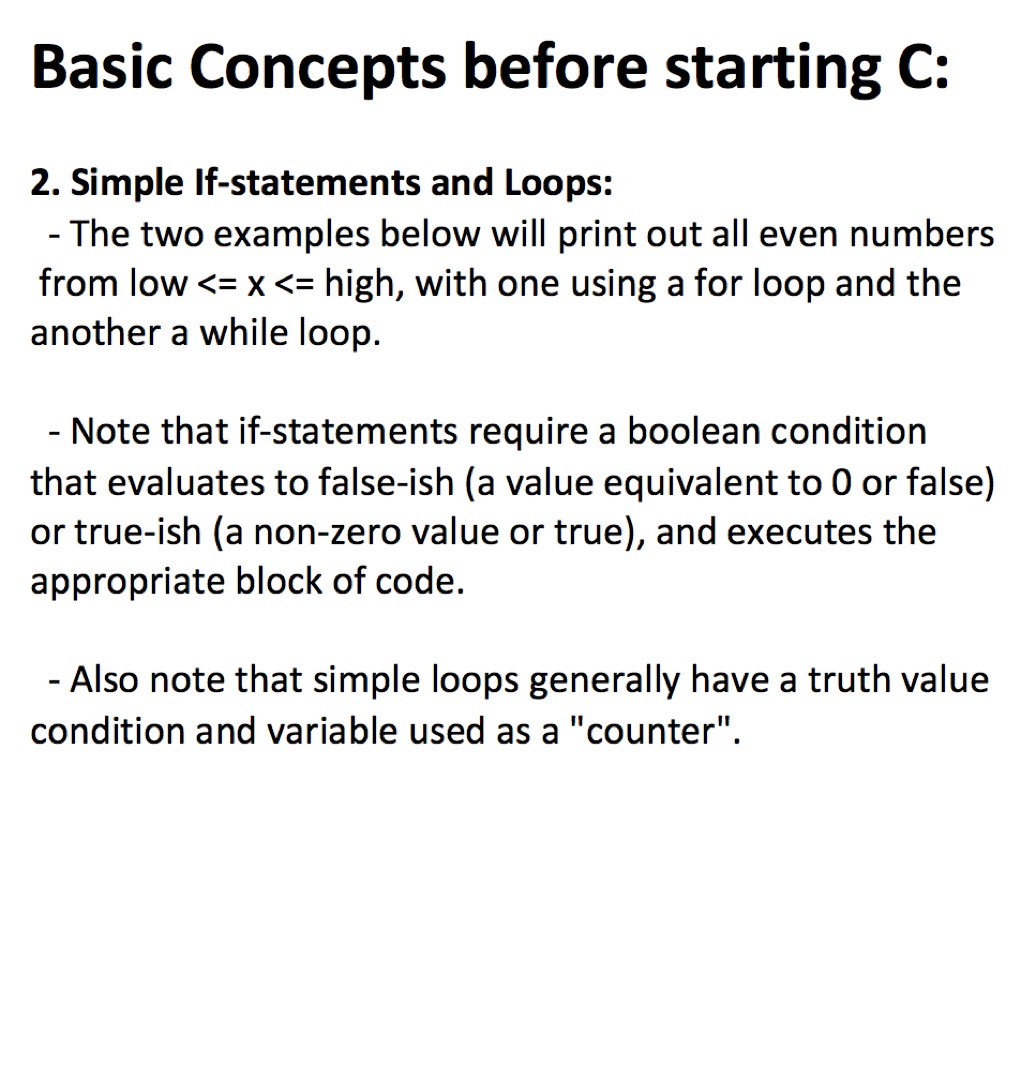 Basic Concepts before starting C:
2. Simple If-statements and Loops:
- The two examples below will print out all even numbers
from low <= x <= high, with one using a for loop and the
another a while loop.
- Note that if-statements require a boolean condition
that evaluates to false-ish (a value equivalent to 0 or false)
or true-ish (a non-zero value or true), and executes the
appropriate block of code.
- Also note that simple loops generally have a truth value
condition and variable used as a "counter".